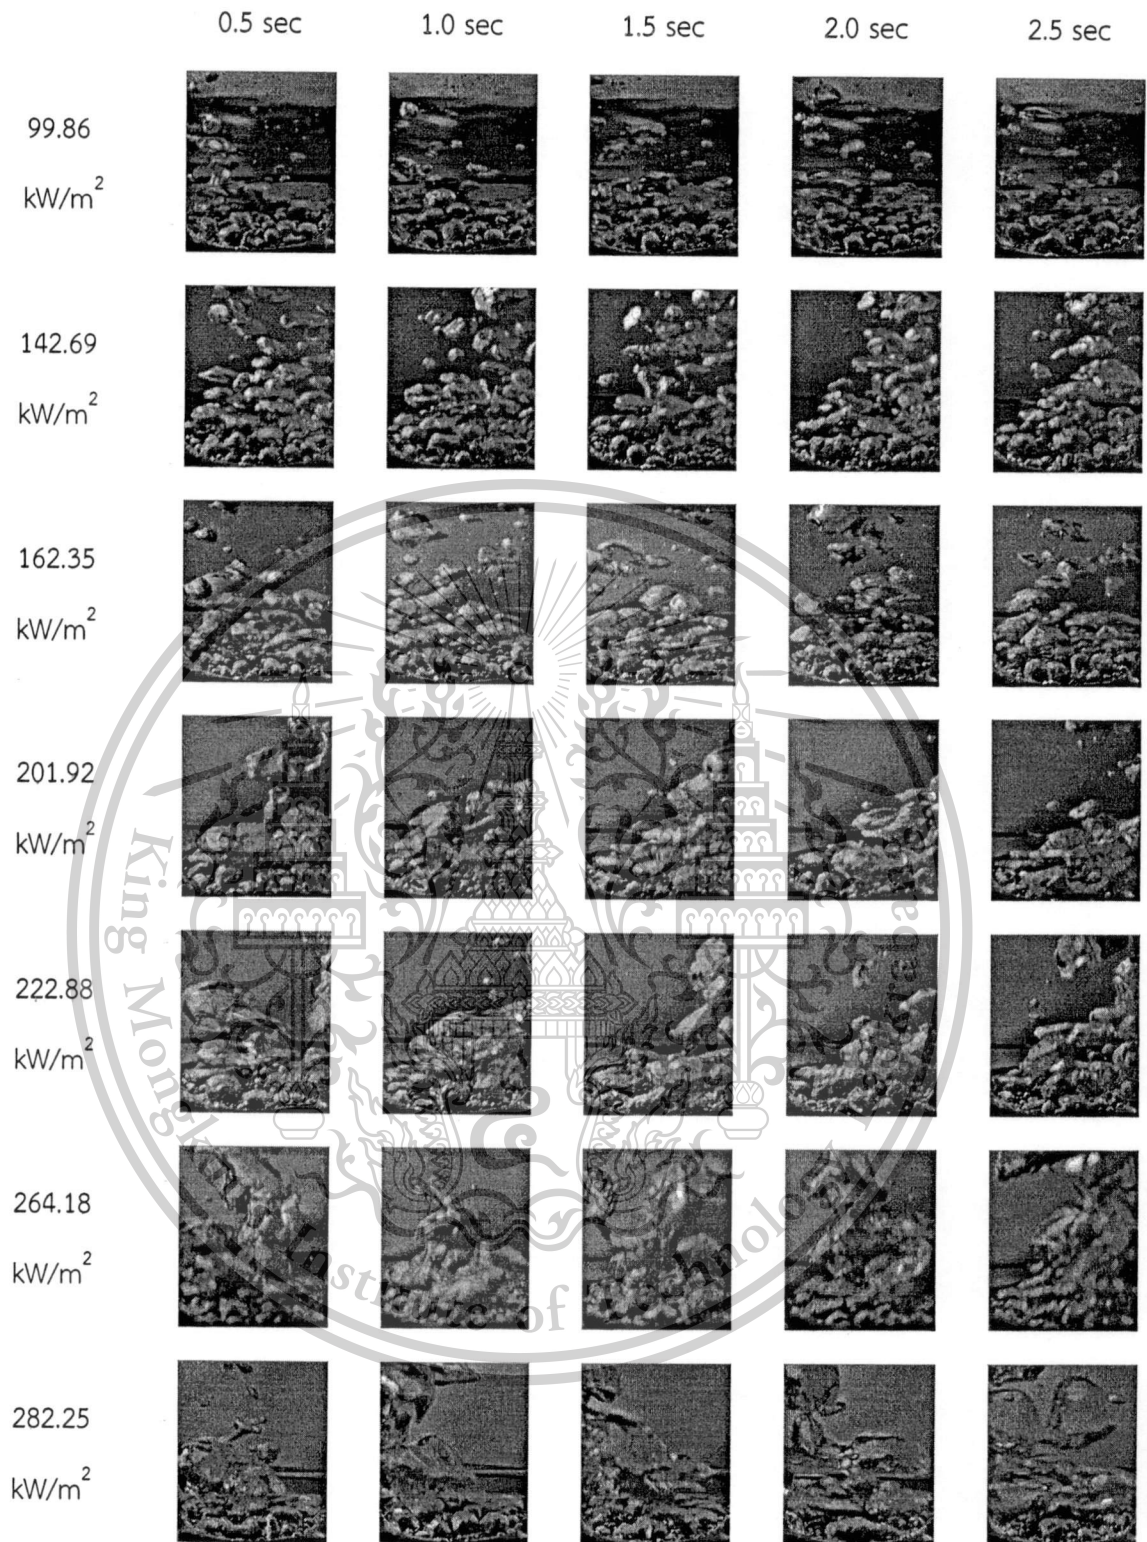 0.5 sec 1.0 sec 1.5 sec 2.0 sec 2.5 sec
99.86
kW/m²
142.69
kW/m²
162.35
kW/m²
201.92
kW/m²
222.88
kW/m²
264.18
kW/m²
282.25
kW/m²
King Mongkut's Institute of Technology